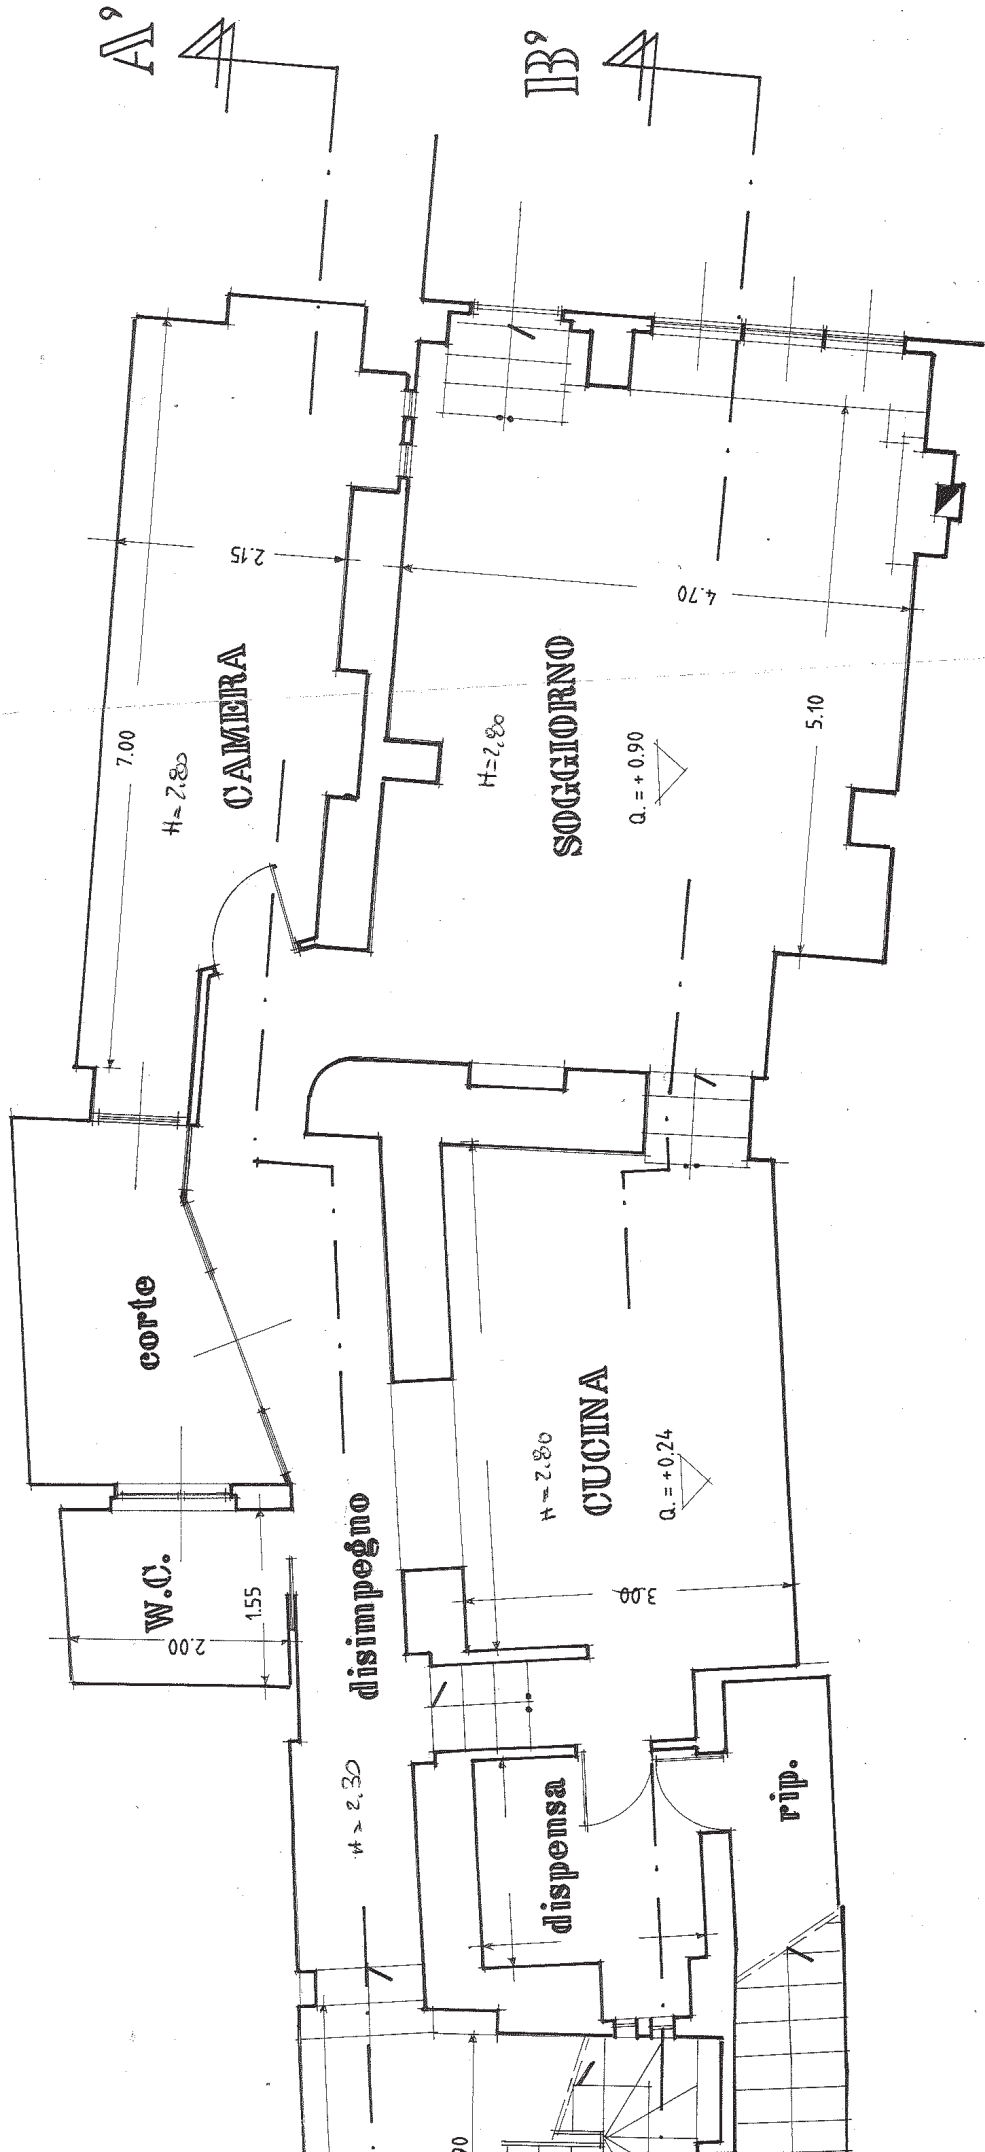 A'
B'
2.15
4.70
CAMERA
7.00
H=2.80
SOGGIORNO
H=2.80
Q.=+0.90
5.10
corte
CUCINA
H=2.80
Q.=+0.24
W.C.
1.55
2.00
disimpegno
3.00
H=2.30
dispensa
rip.
90